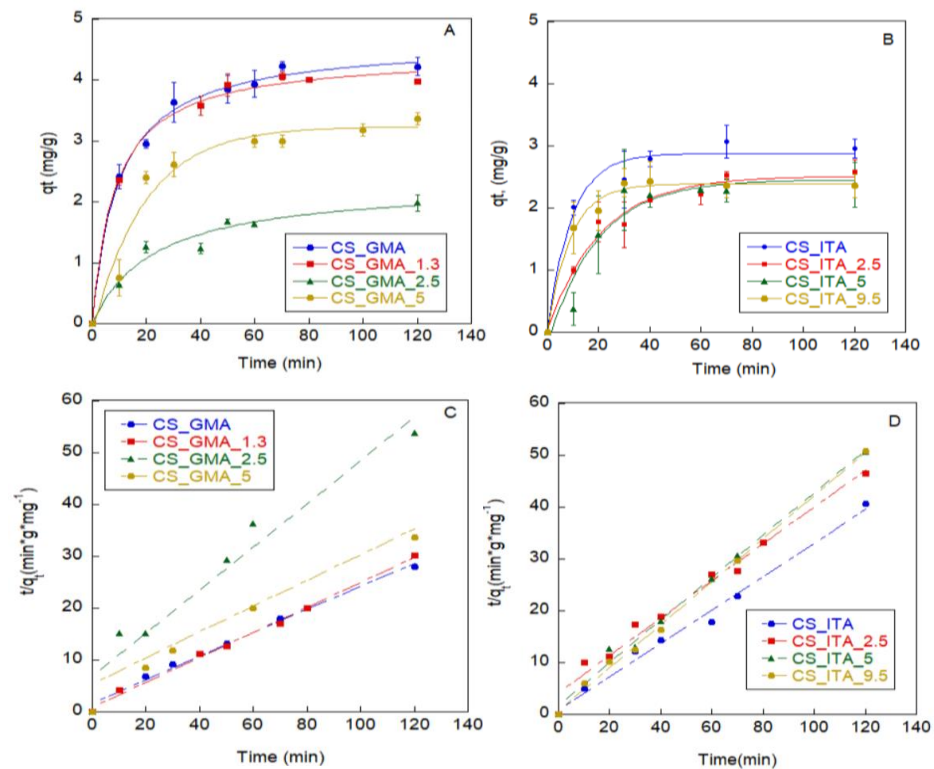 A
qt (mg/g)
5
4
3
2
1
0
CS_GMA
CS_GMA_1.3
CS_GMA_2.5
CS_GMA_5
0 20 40 60 80 100 120 140
Time (min)
B
qt, (mg/g)
5
4
3
2
1
0
CS_ITA
CS_ITA_2.5
CS_ITA_5
CS_ITA_9.5
0 20 40 60 80 100 120 140
Time (min)
C
t/qt(min*g*mg-1)
60
50
40
30
20
10
0
CS_GMA
CS_GMA_1.3
CS_GMA_2.5
CS_GMA_5
0 20 40 60 80 100 120 140
Time (min)
D
t/qt(min*g*mg-1)
60
50
40
30
20
10
0
CS_ITA
CS_ITA_2.5
CS_ITA_5
CS_ITA_9.5
0 20 40 60 80 100 120 140
Time(min)